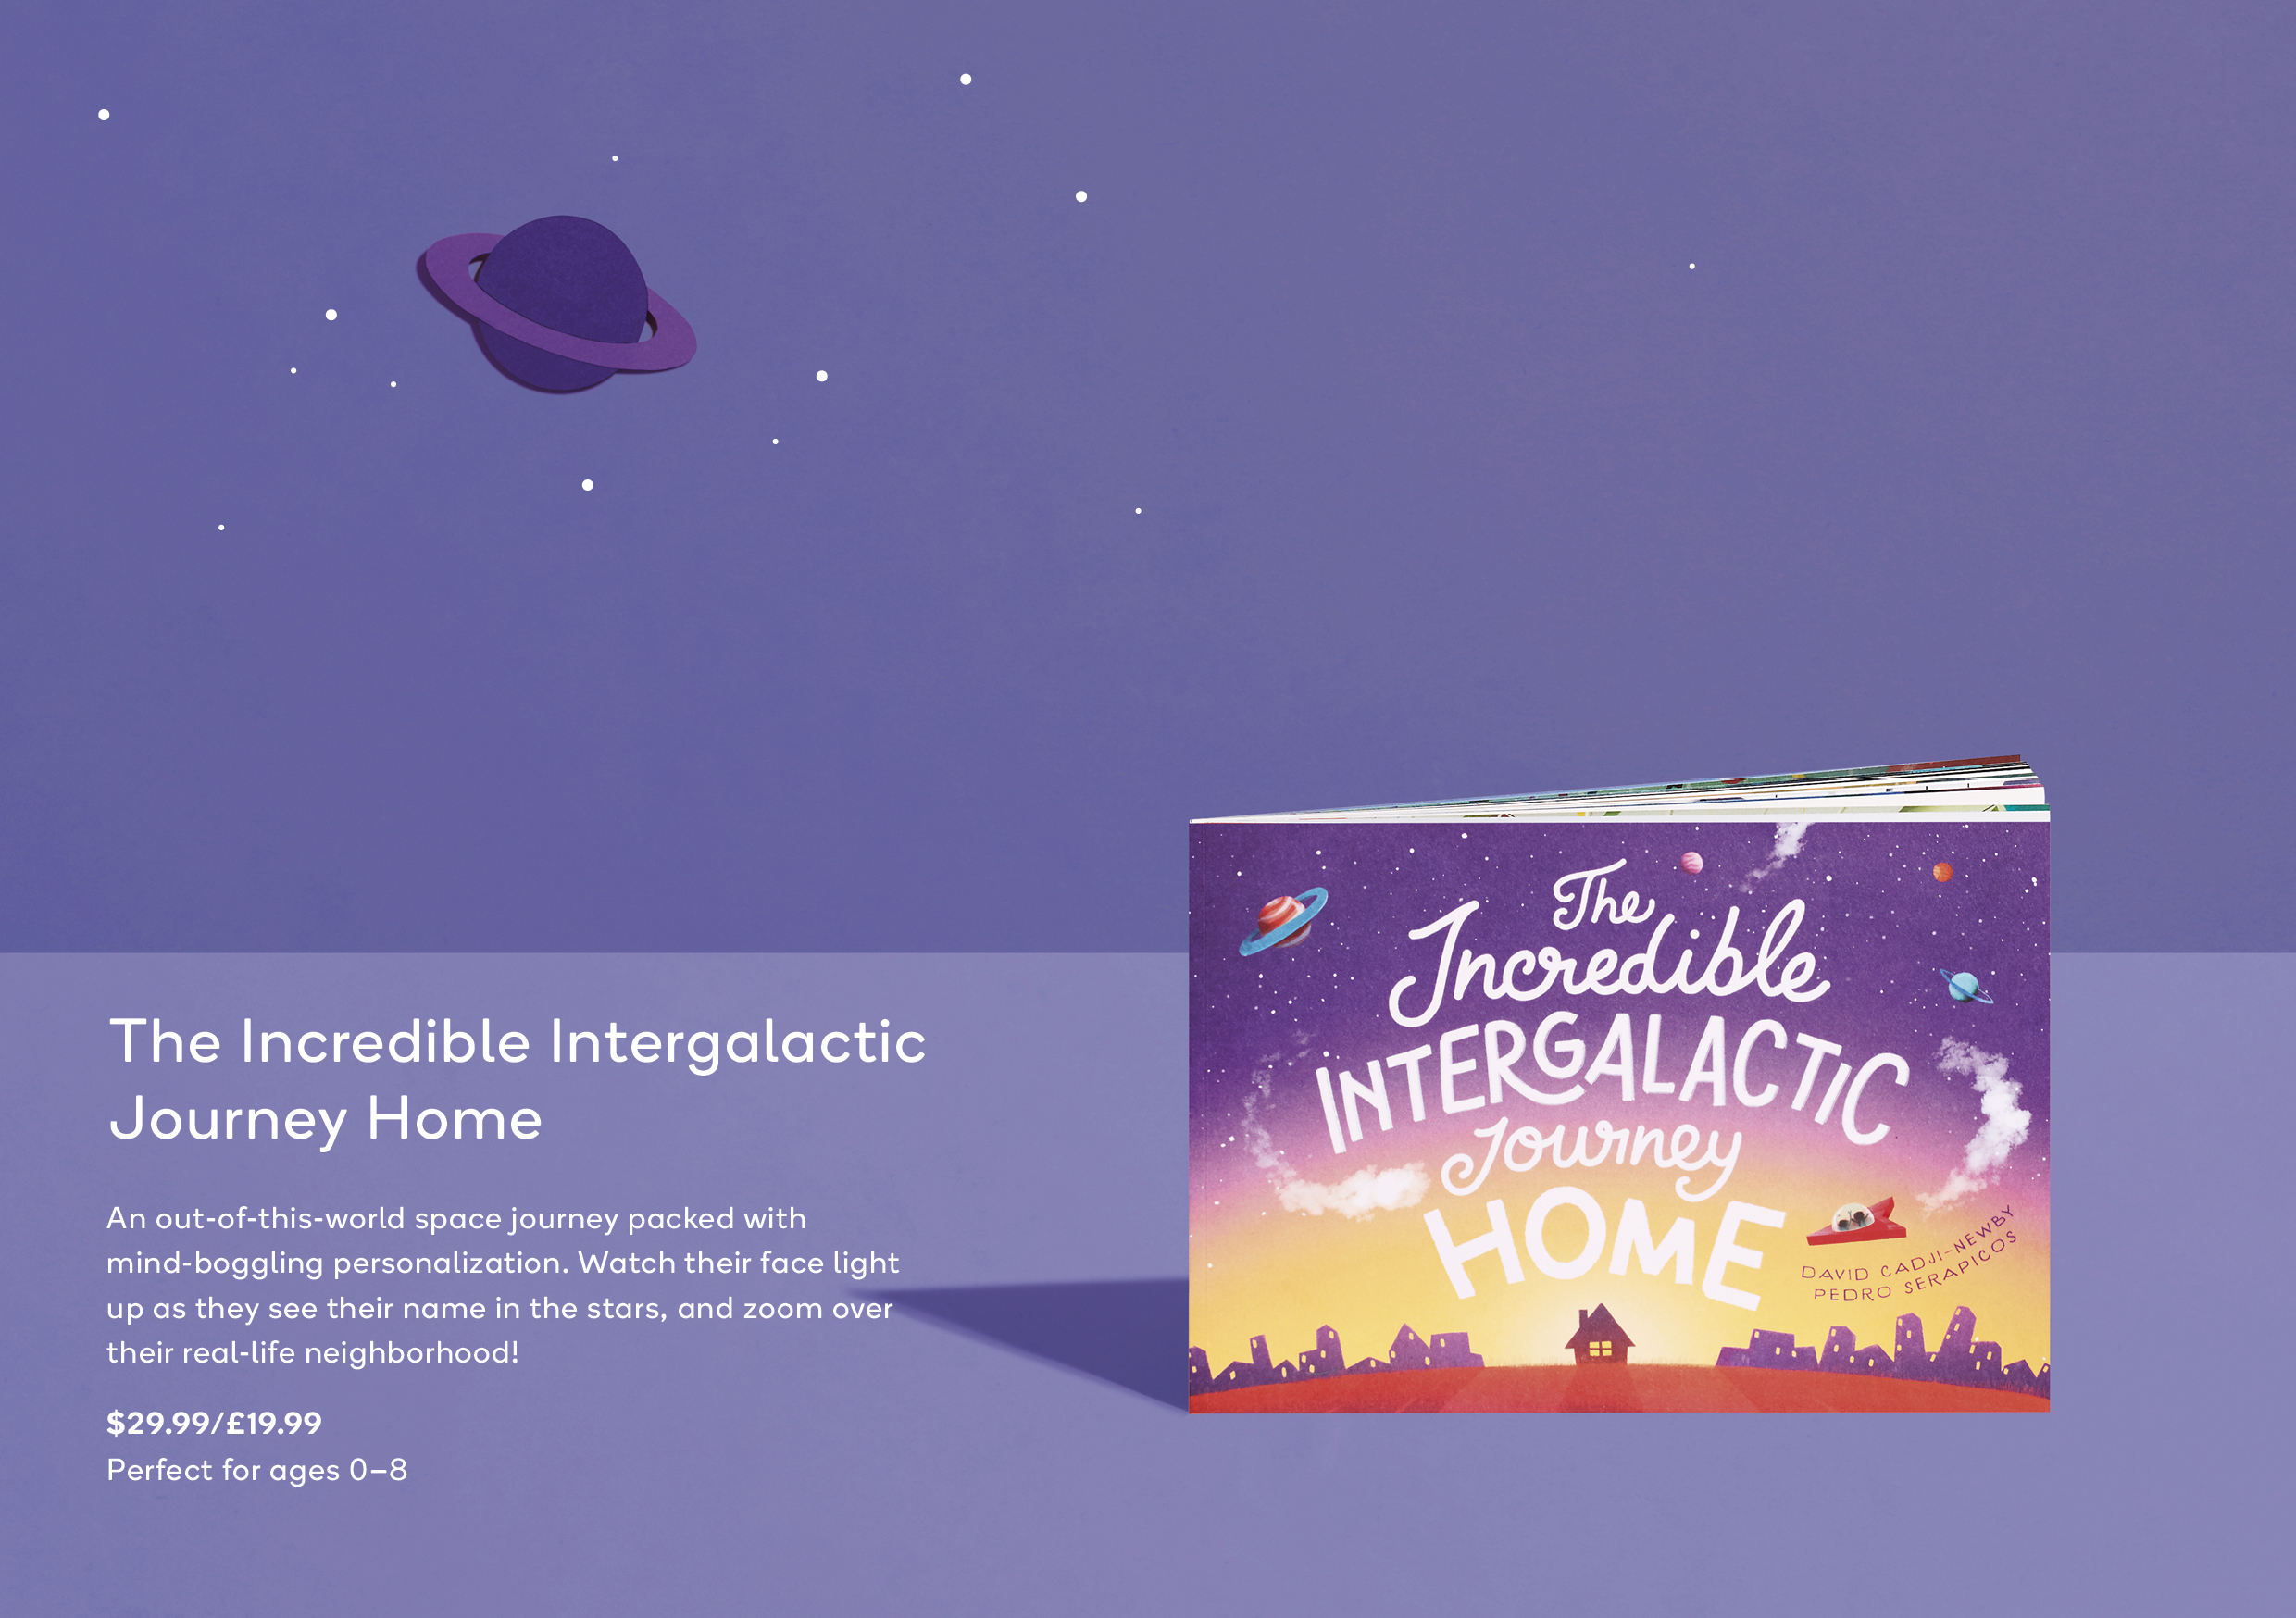 The Incredible Intergalactic
Journey Home
An out-of-this-world space journey packed with
mind-boggling personalization. Watch their face light
up as they see their name in the stars, and zoom over
their real-life neighborhood!
$29.99/£19.99
Perfect for ages 0–8
The
Incredible
INTERGALACTIC
Journey
HOME
DAVID CADJI-NEWBY
PEDRO SERAPICOS